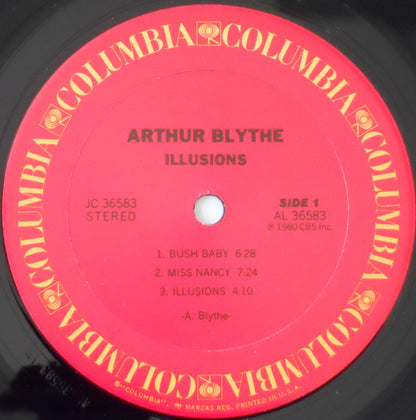 COLUMBIA COLUMBIA COLUMBIA COLUMBIA COLUMBIA COLUMBIA
ARTHUR BLYTHE
ILLUSIONS
JC 36583
STEREO
SIDE 1
AL 36583
℗ 1980 CBS Inc.
1. BUSH BABY 6:28
2. MISS NANCY 7:24
3. ILLUSIONS 4:10
-A. Blythe-
®"COLUMBIA", MARCAS REG. PRINTED IN U.S.A.